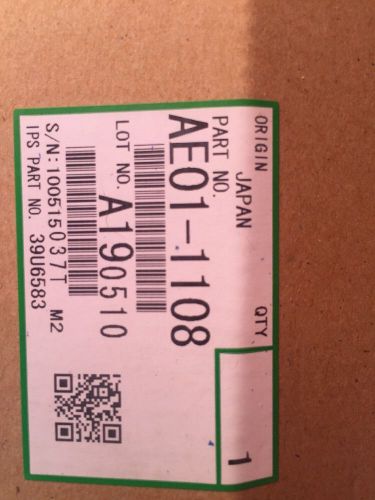 ORIGIN JAPAN
QTY
1
PART NO.
AE01-1108
LOT NO. A190510
S/N:100515037T M2
IPS PART NO. 39U6583